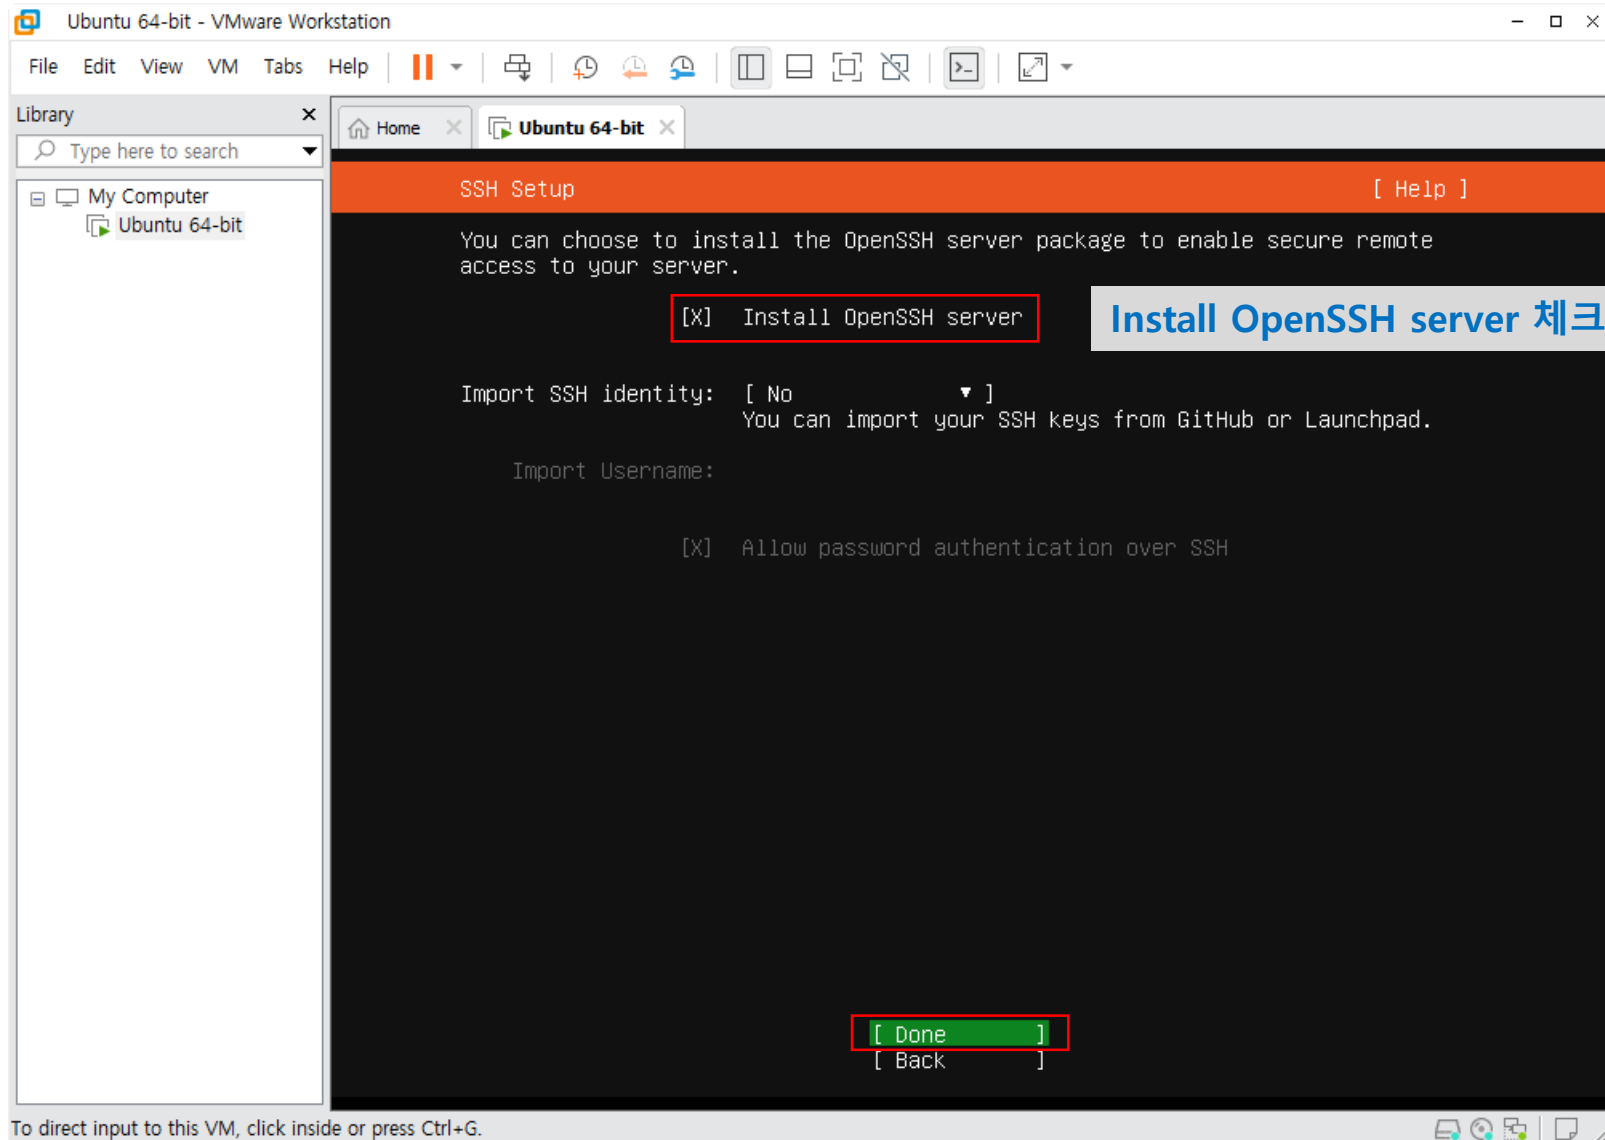 Ubuntu 64-bit - VMware Workstation
File Edit View VM Tabs Help
Library
Type here to search
My Computer
Ubuntu 64-bit
Home
Ubuntu 64-bit
SSH Setup [ Help ]
You can choose to install the OpenSSH server package to enable secure remote
access to your server.
[X] Install OpenSSH server
Install OpenSSH server 체크
Import SSH identity: [ No ▾ ]
You can import your SSH keys from GitHub or Launchpad.
Import Username:
[X] Allow password authentication over SSH
[ Done ]
[ Back ]
To direct input to this VM, click inside or press Ctrl+G.